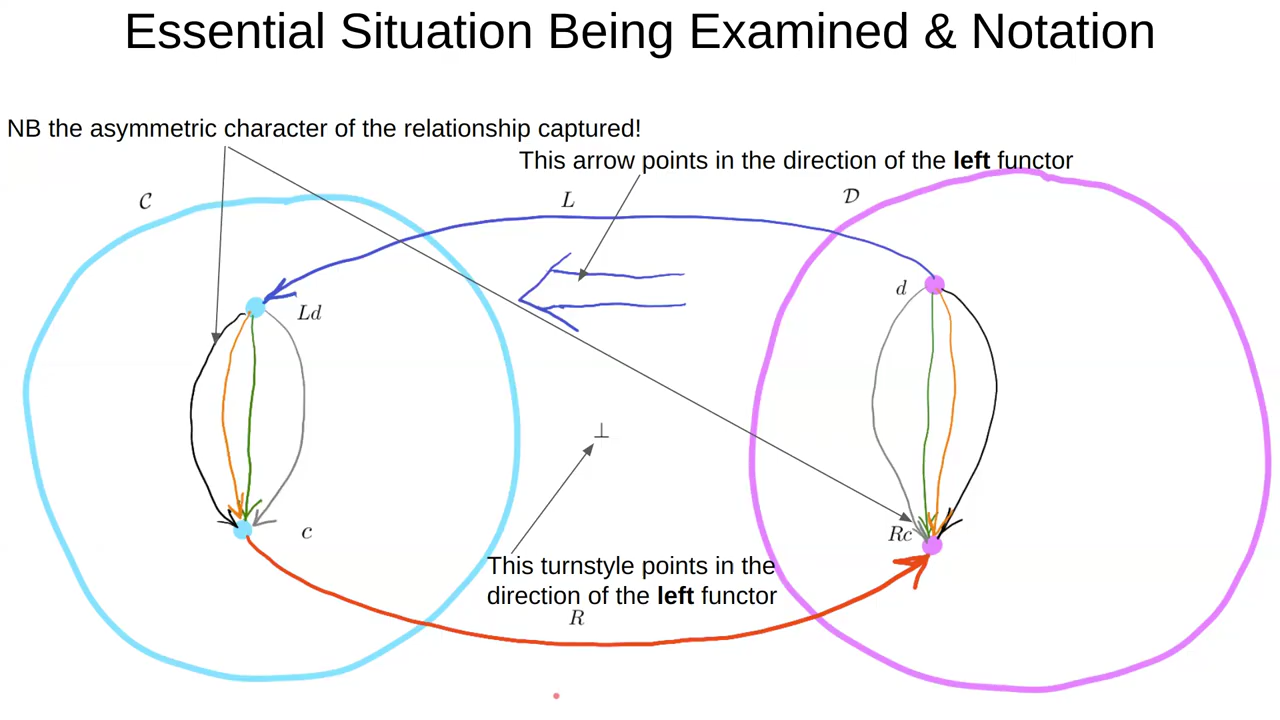 Essential Situation Being Examined & Notation
NB the asymmetric character of the relationship captured!
This arrow points in the direction of the left functor
𝒞
L
𝒟
Ld
d
⊥
c
Rc
This turnstyle points in the
direction of the left functor
R